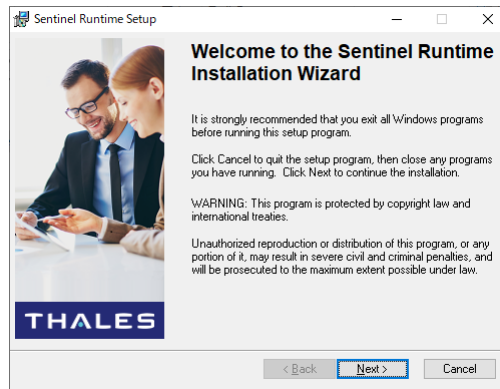 Sentinel Runtime Setup
Welcome to the Sentinel Runtime
Installation Wizard
It is strongly recommended that you exit all Windows programs
before running this setup program.
Click Cancel to quit the setup program, then close any programs
you have running. Click Next to continue the installation.
WARNING: This program is protected by copyright law and
international treaties.
Unauthorized reproduction or distribution of this program, or any
portion of it, may result in severe civil and criminal penalties, and
will be prosecuted to the maximum extent possible under law.
THALES
< Back Next > Cancel